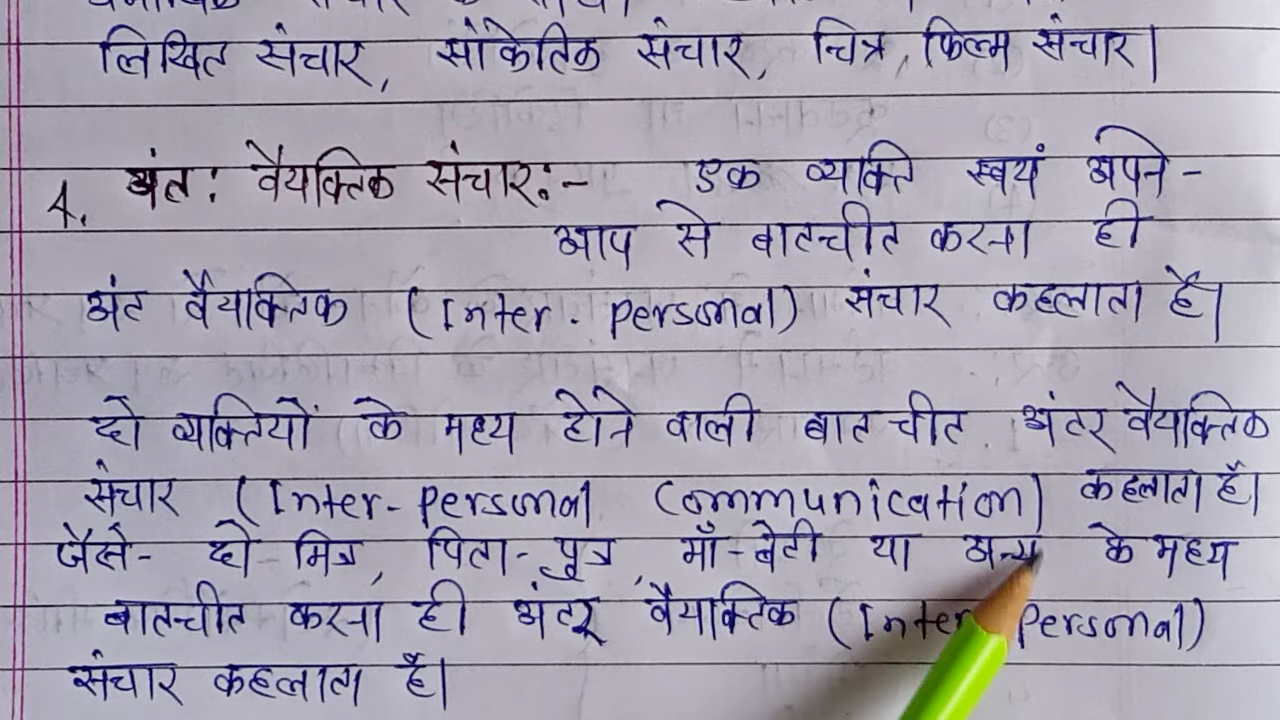 लिखित संचार, सांकेतिक संचार, चित्र, फिल्म संचार।
4. अंत: वैयक्तिक संचार:- एक व्यक्ति स्वयं अपने-
आप से बातचीत करना ही
अंत वैयक्तिक (Inter. personal) संचार कहलाता है।
दो व्यक्तियों के मध्य होने वाली बातचीत अंतर वैयक्तिक
संचार (Inter-personal Communication) कहलाता है।
जैसे- दो मित्र, पिता-पुत्र, माँ-बेटी या अन्य के मध्य
बातचीत करना ही अंतर वैयक्तिक (Inter personal)
संचार कहलाता है।